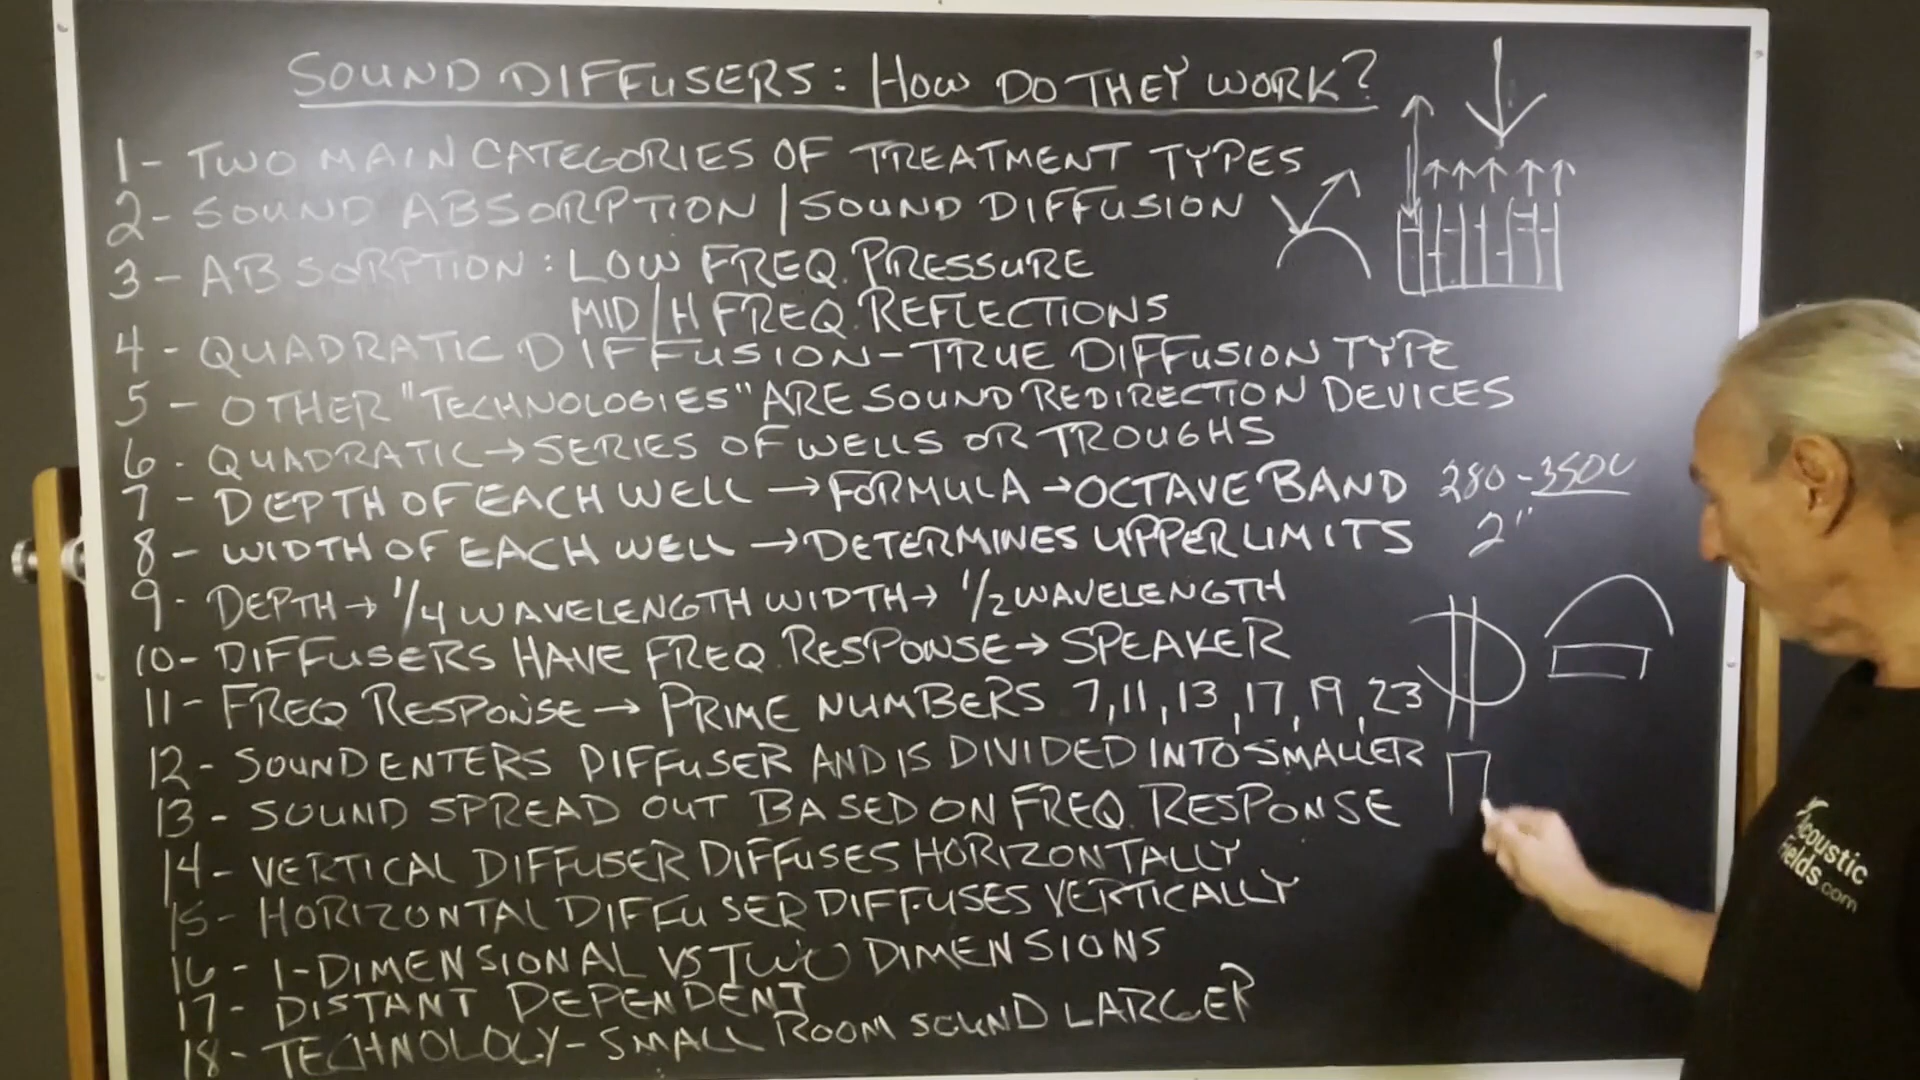 SOUND DIFFUSERS: HOW DO THEY WORK?
1- TWO MAIN CATEGORIES OF TREATMENT TYPES
2- SOUND ABSORPTION / SOUND DIFFUSION
3- ABSORPTION: LOW FREQ. PRESSURE
MID/H FREQ. REFLECTIONS
4- QUADRATIC DIFFUSION - TRUE DIFFUSION TYPE
5- OTHER "TECHNOLOGIES" ARE SOUND REDIRECTION DEVICES
6- QUADRATIC → SERIES OF WELLS OR TROUGHS
7- DEPTH OF EACH WELL → FORMULA → OCTAVE BAND 280-3500
8- WIDTH OF EACH WELL → DETERMINES UPPER LIMITS 2"
9- DEPTH → 1/4 WAVELENGTH WIDTH → 1/2 WAVELENGTH
10- DIFFUSERS HAVE FREQ. RESPONSE → SPEAKER
11- FREQ RESPONSE → PRIME NUMBERS 7, 11, 13, 17, 19, 23
12- SOUND ENTERS DIFFUSER AND IS DIVIDED INTO SMALLER
13- SOUND SPREAD OUT BASED ON FREQ. RESPONSE
14- VERTICAL DIFFUSER DIFFUSES HORIZONTALLY
15- HORIZONTAL DIFFUSER DIFFUSES VERTICALLY
16- 1-DIMENSIONAL VS TWO DIMENSIONS
17- DISTANT DEPENDENT
18- TECHNOLOGY - SMALL ROOM SOUND LARGER
Acoustic
Fields.com